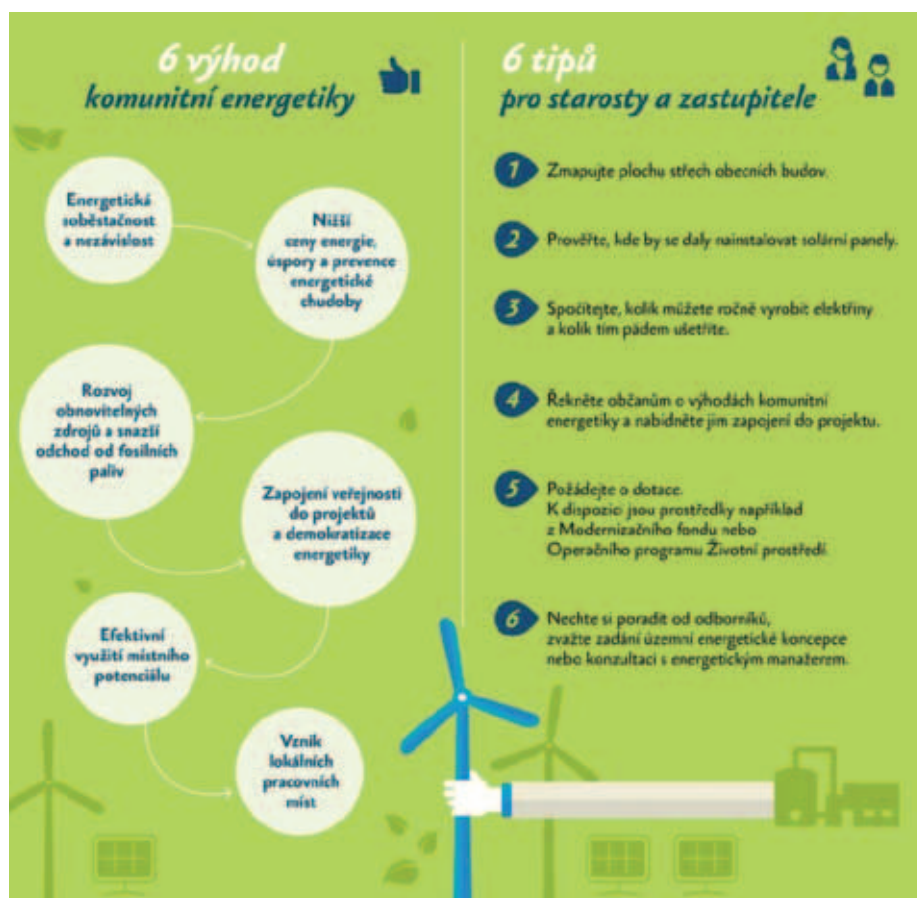 6 výhod
komunitní energetiky
Energetická
soběstačnost
a nezávislost
Nižší
ceny energie,
úspory a prevence
energetické
chudoby
Rozvoj
obnovitelných
zdrojů a snazší
odchod od fosilních
paliv
Zapojení veřejnosti
do projektů
a demokratizace
energetiky
Efektivní
využití místního
potenciálu
Vznik
lokálních
pracovních
míst
6 tipů
pro starosty a zastupitele
1 Zmapujte plochu střech obecních budov.
2 Prověřte, kde by se daly nainstalovat solární panely.
3 Spočítejte, kolik můžete ročně vyrobit elektřiny
a kolik tím pádem ušetříte.
4 Řekněte občanům o výhodách komunitní
energetiky a nabídněte jim zapojení do projektu.
5 Požádejte o dotace.
K dispozici jsou prostředky například
z Modernizačního fondu nebo
Operačního programu Životní prostředí.
6 Nechte si poradit od odborníků,
zvažte zadání územní energetické koncepce
nebo konzultaci s energetickým manažerem.